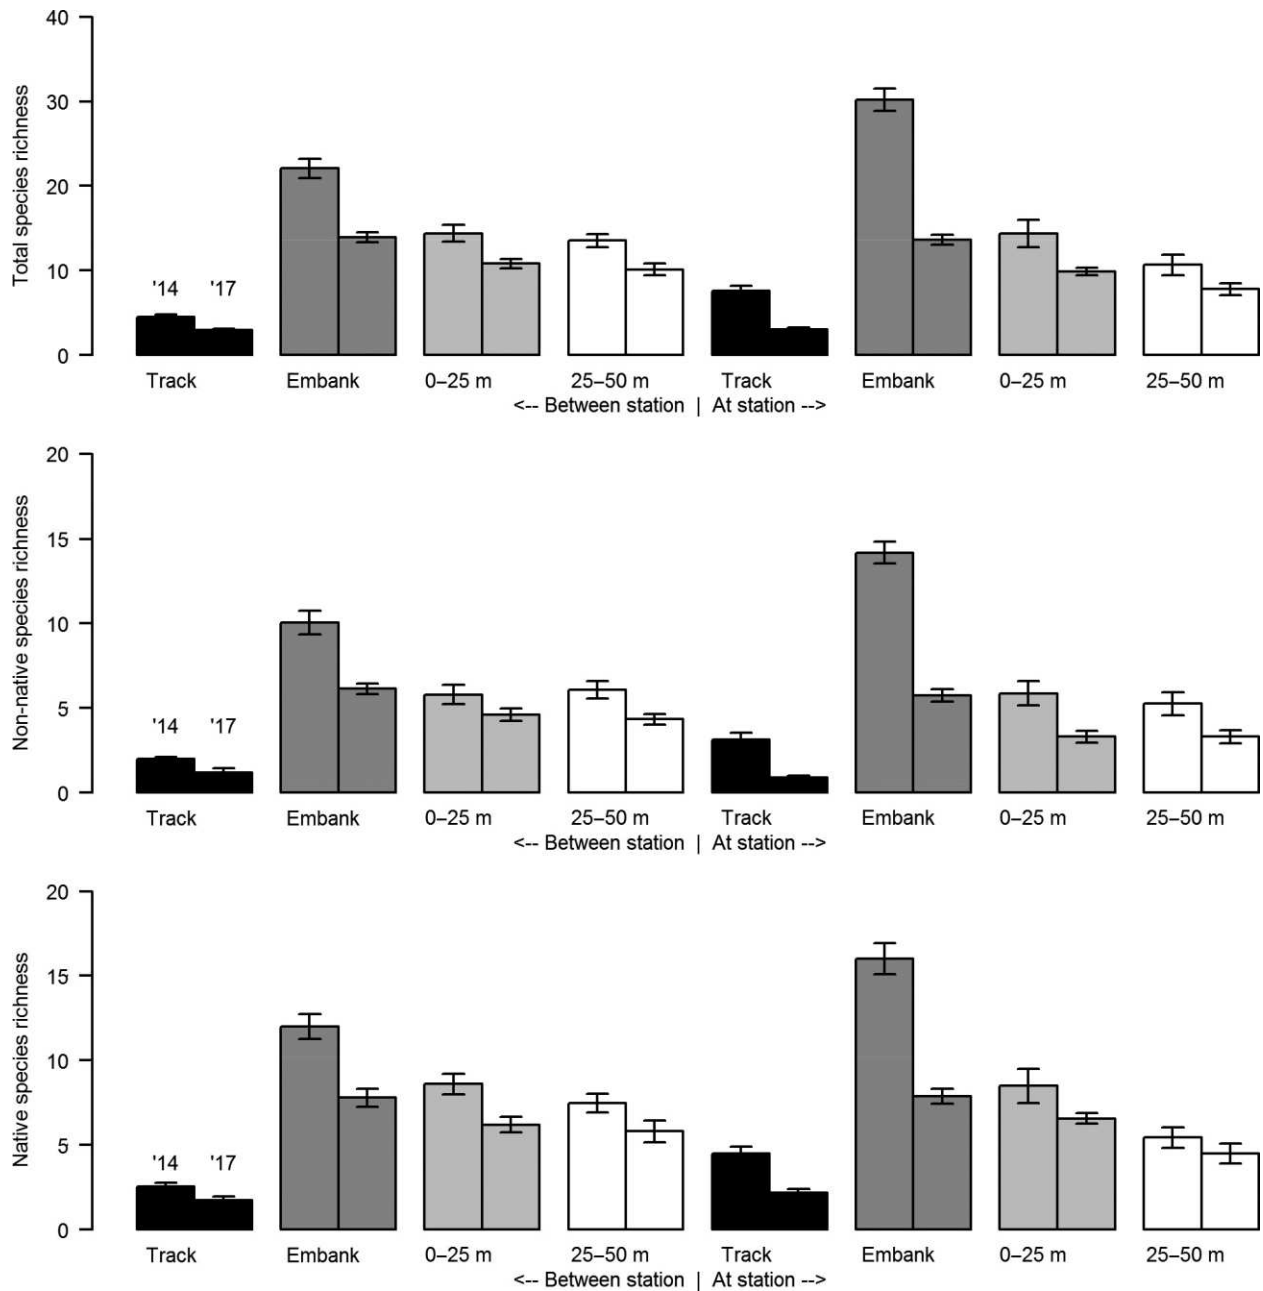 Total species richness
40
30
20
10
0
'14 '17
Track Embank 0–25 m 25–50 m Track Embank 0–25 m 25–50 m
<-- Between station | At station -->
Non-native species richness
20
15
10
5
0
'14 '17
Track Embank 0–25 m 25–50 m Track Embank 0–25 m 25–50 m
<-- Between station | At station -->
Native species richness
20
15
10
5
0
'14 '17
Track Embank 0–25 m 25–50 m Track Embank 0–25 m 25–50 m
<-- Between station | At station -->